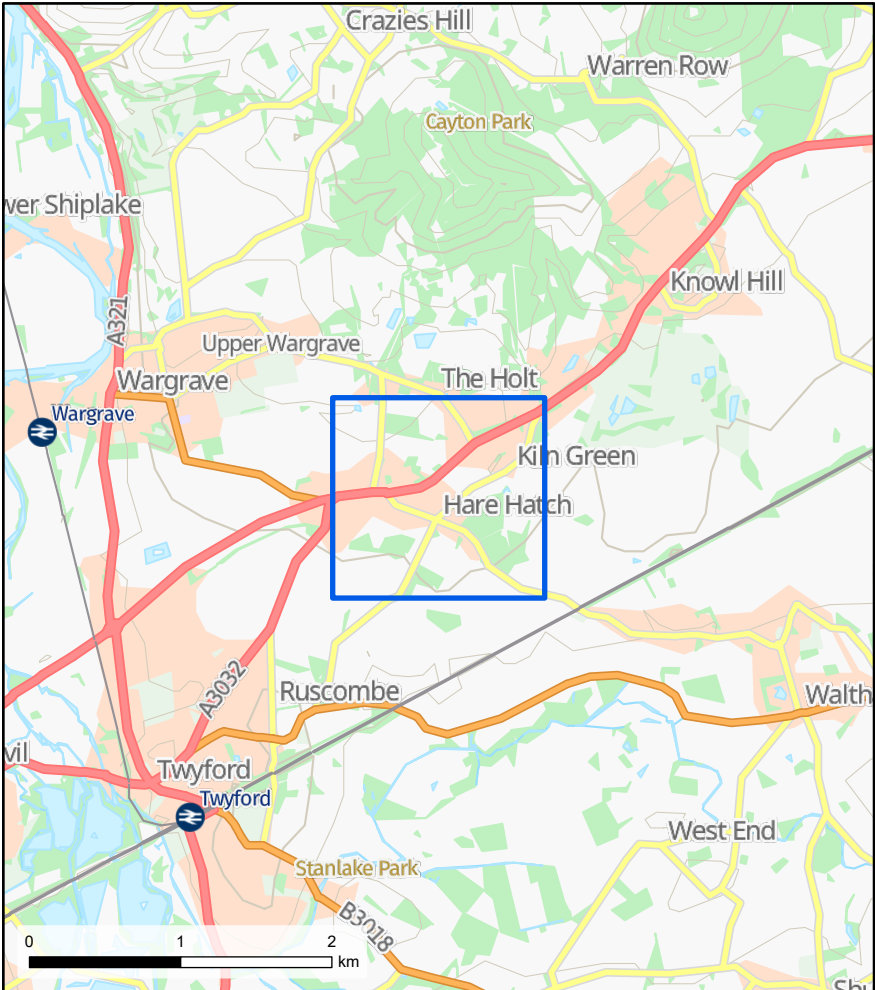 Crazies Hill
Warren Row
Cayton Park
wer Shiplake
Knowl Hill
A321
Upper Wargrave
The Holt
Wargrave
Wargrave
Kiln Green
Hare Hatch
A3032
Ruscombe
Walth
vil
Twyford
Twyford
West End
Stanlake Park
B3018
0 1 2
km